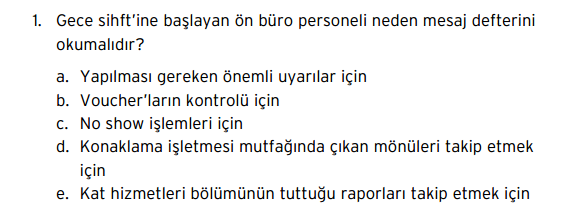 1. Gece sihft'ine başlayan ön büro personeli neden mesaj defterini
okumalıdır?
a. Yapılması gereken önemli uyarılar için
b. Voucher'ların kontrolü için
c. No show işlemleri için
d. Konaklama işletmesi mutfağında çıkan mönüleri takip etmek
için
e. Kat hizmetleri bölümünün tuttuğu raporları takip etmek için